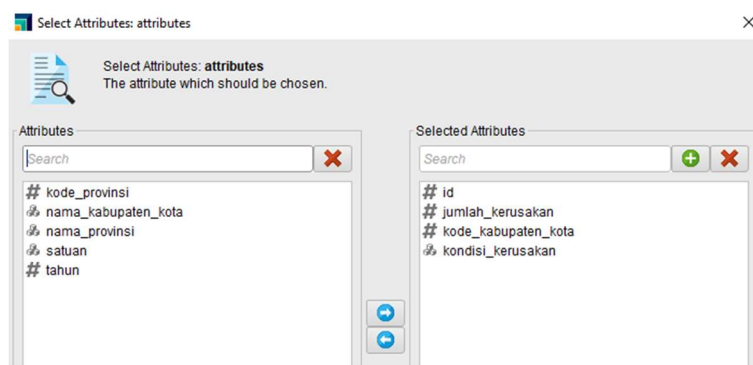 Select Attributes: attributes
Select Attributes: attributes
The attribute which should be chosen.
Attributes
Search
kode_provinsi
nama_kabupaten_kota
nama_provinsi
satuan
tahun
Selected Attributes
Search
id
jumlah_kerusakan
kode_kabupaten_kota
kondisi_kerusakan